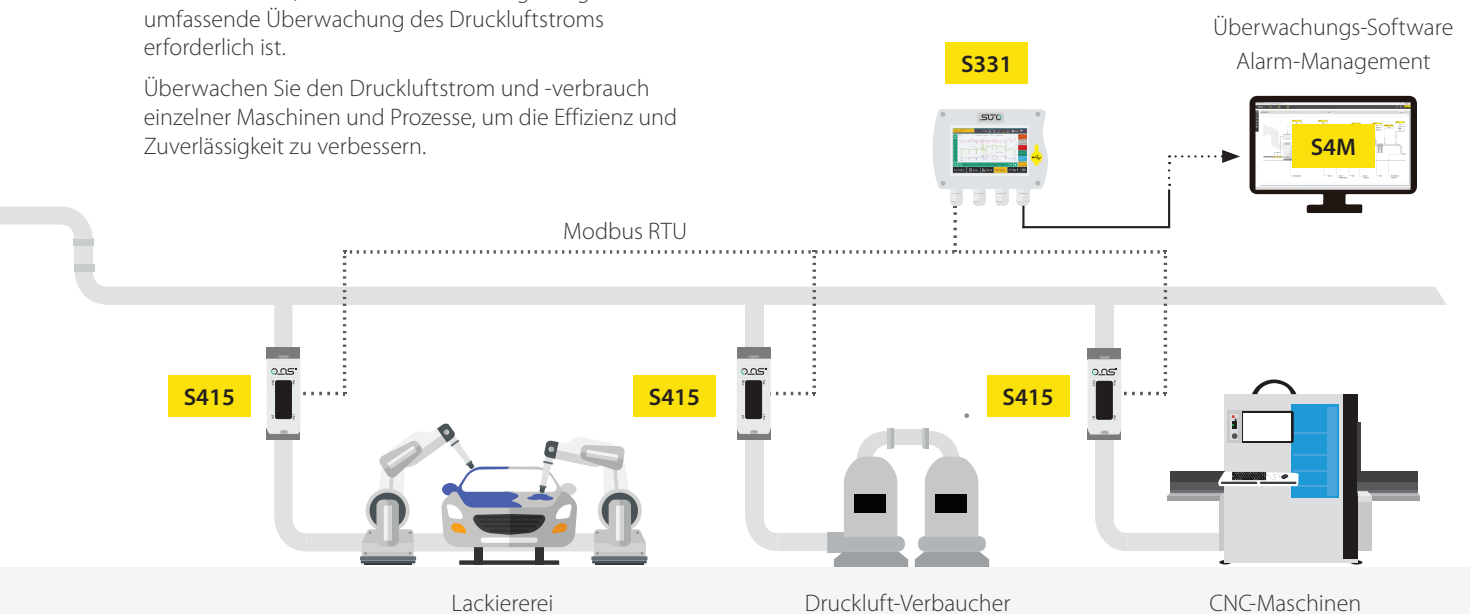 umfassende Überwachung des Druckluftstroms
erforderlich ist.
Überwachen Sie den Druckluftstrom und -verbrauch
einzelner Maschinen und Prozesse, um die Effizienz und
Zuverlässigkeit zu verbessern.
S331
Überwachungs-Software
Alarm-Management
S4M
Modbus RTU
S415
S415
S415
Lackiererei
Druckluft-Verbaucher
CNC-Maschinen